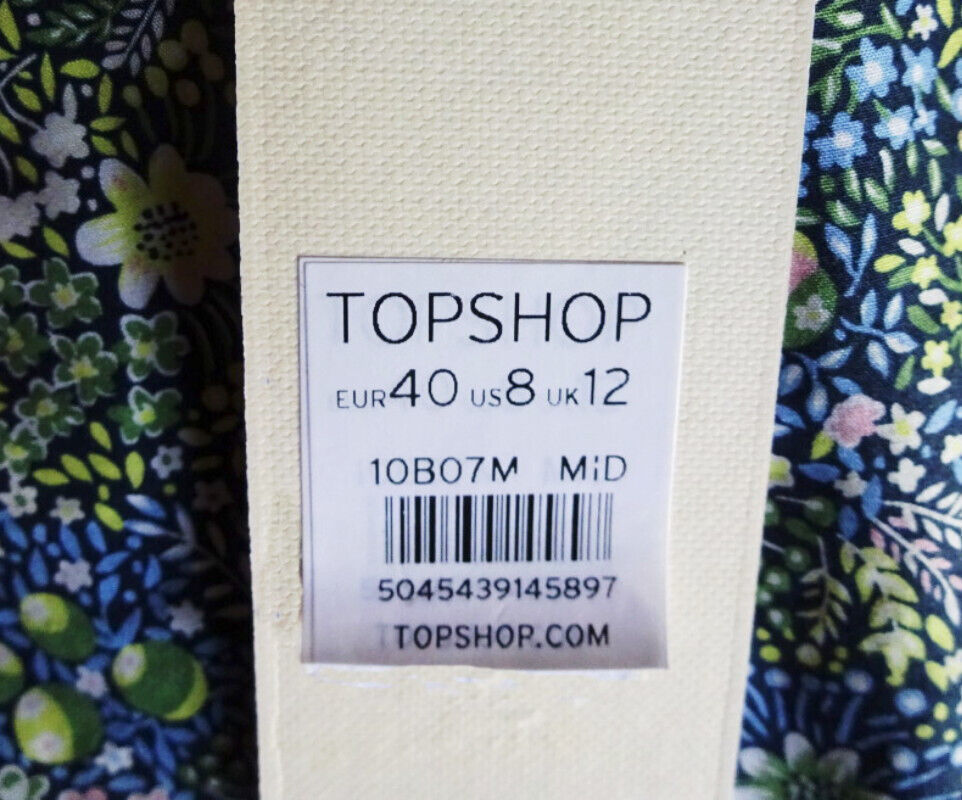 TOPSHOP
EUR40 US8 UK12
10B07M MiD
5045439145897
TOPSHOP.COM